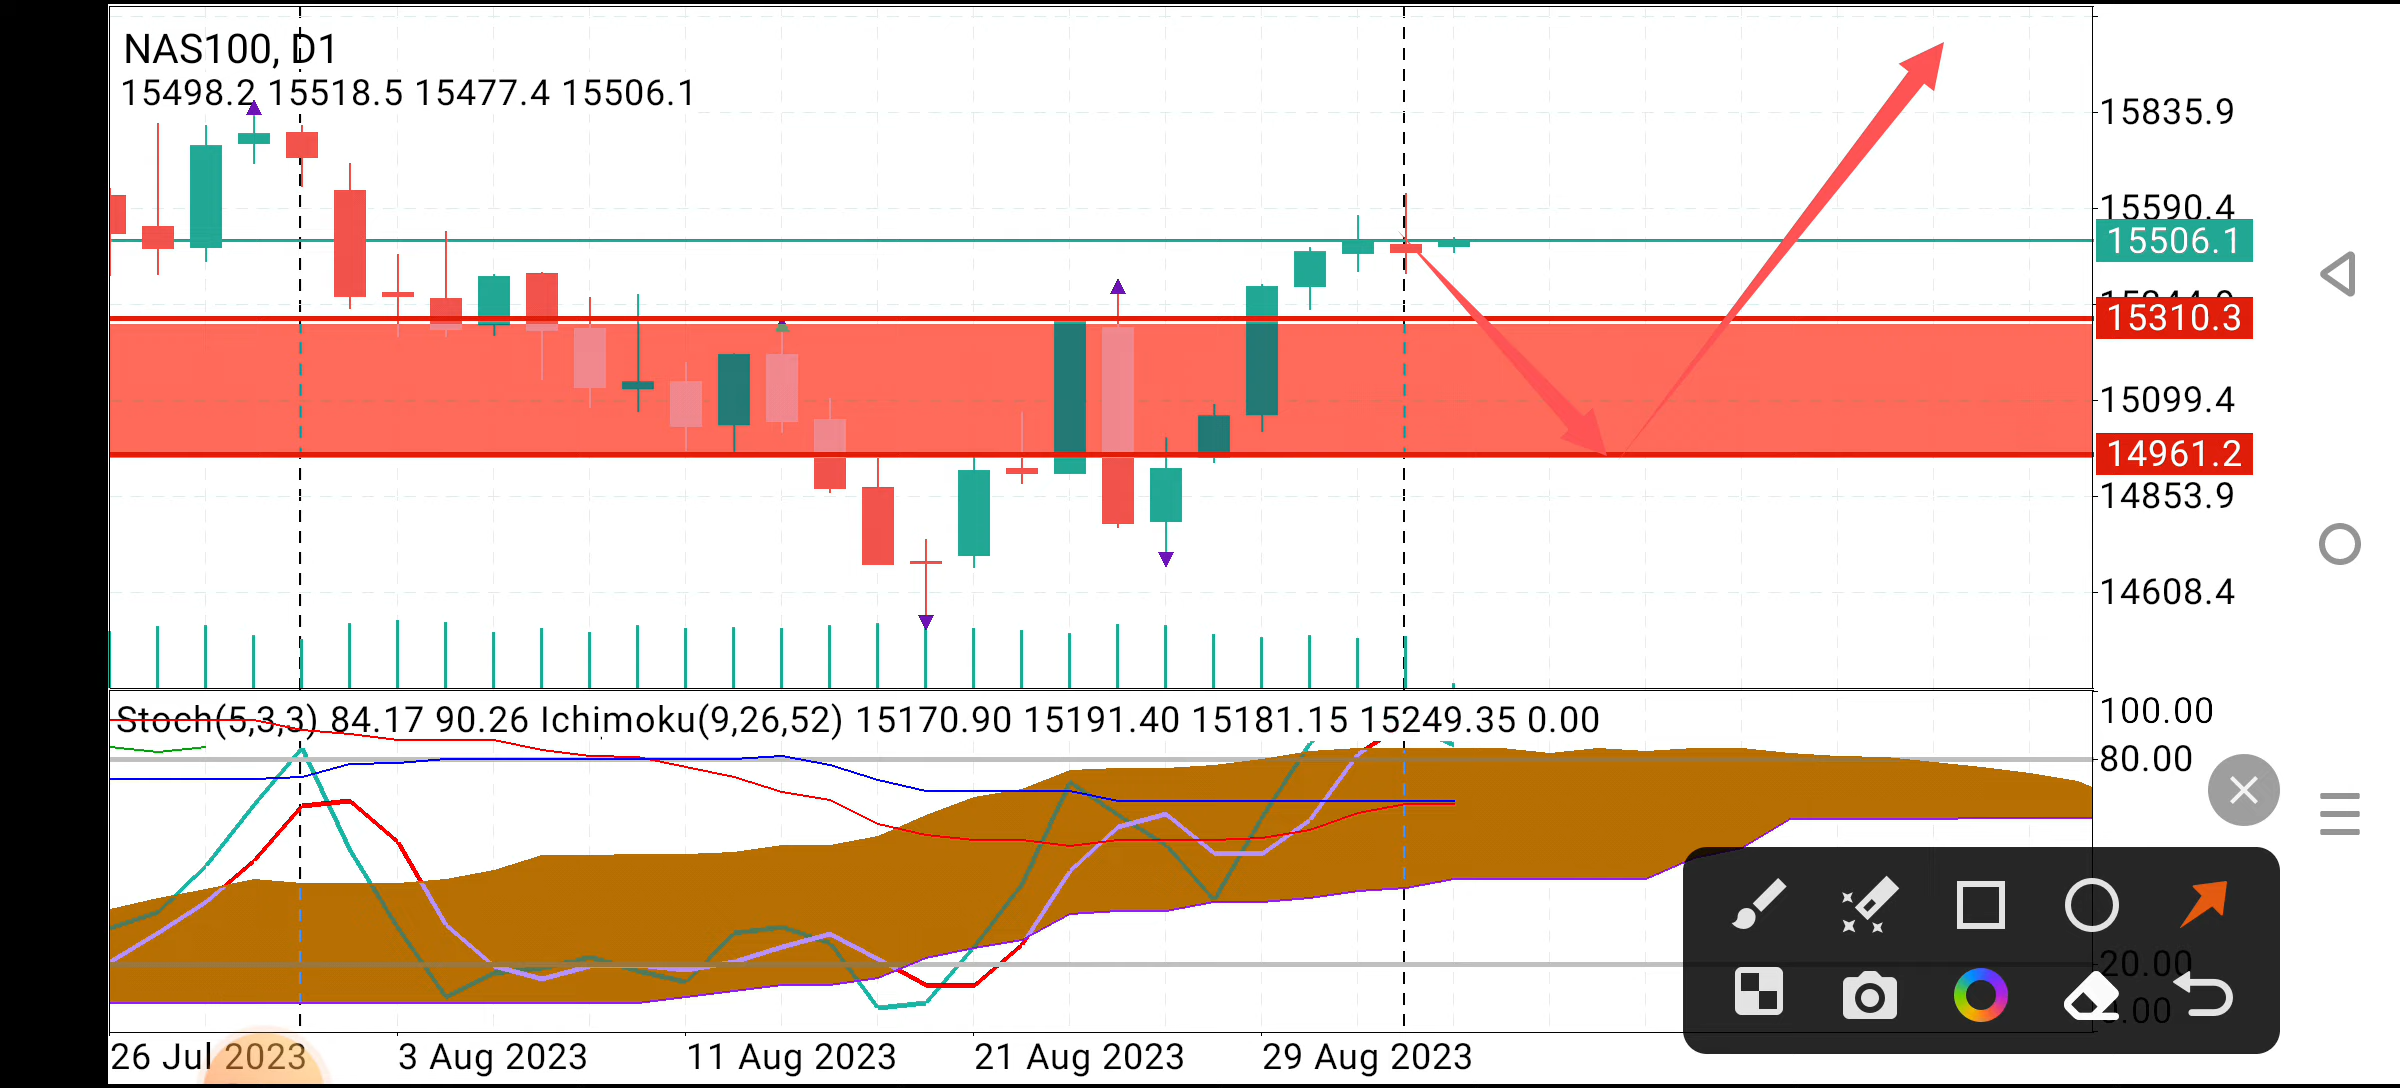 NAS100, D1
15498.2 15518.5 15477.4 15506.1
15835.9
15590.4
15506.1
15310.3
15099.4
14961.2
14853.9
14608.4
Stoch(5,3,3) 84.17 90.26 Ichimoku(9,26,52) 15170.90 15191.40 15181.15 15249.35 0.00
100.00
80.00
20.00
26 Jul 2023 3 Aug 2023 11 Aug 2023 21 Aug 2023 29 Aug 2023